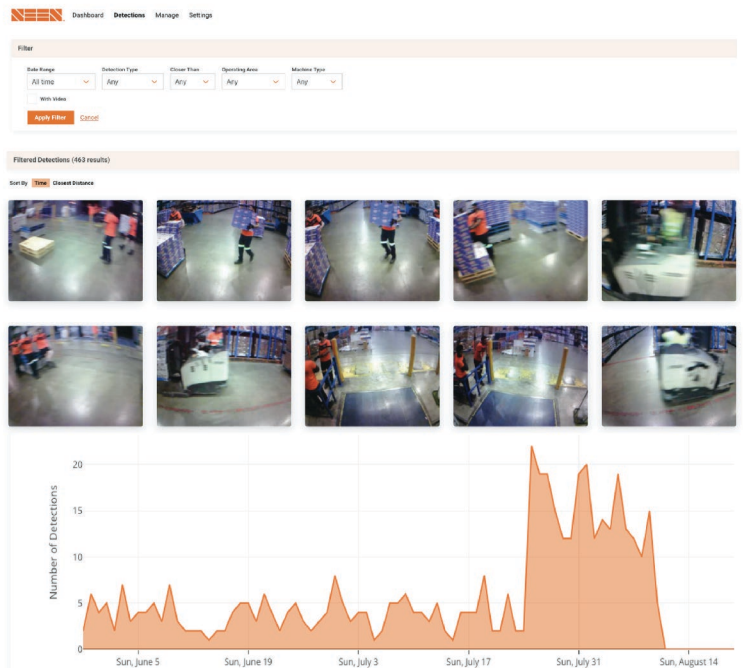 SEEN Dashboard Detections Manage Settings
Filter
Date Range Detection Type Closer Than Operating Area Machine Type
All time Any Any Any Any
With Video
Apply Filter Cancel
Filtered Detections (463 results)
Sort By Time Closest Distance
Number of Detections
20
15
10
5
0
Sun, June 5 Sun, June 19 Sun, July 3 Sun, July 17 Sun, July 31 Sun, August 14